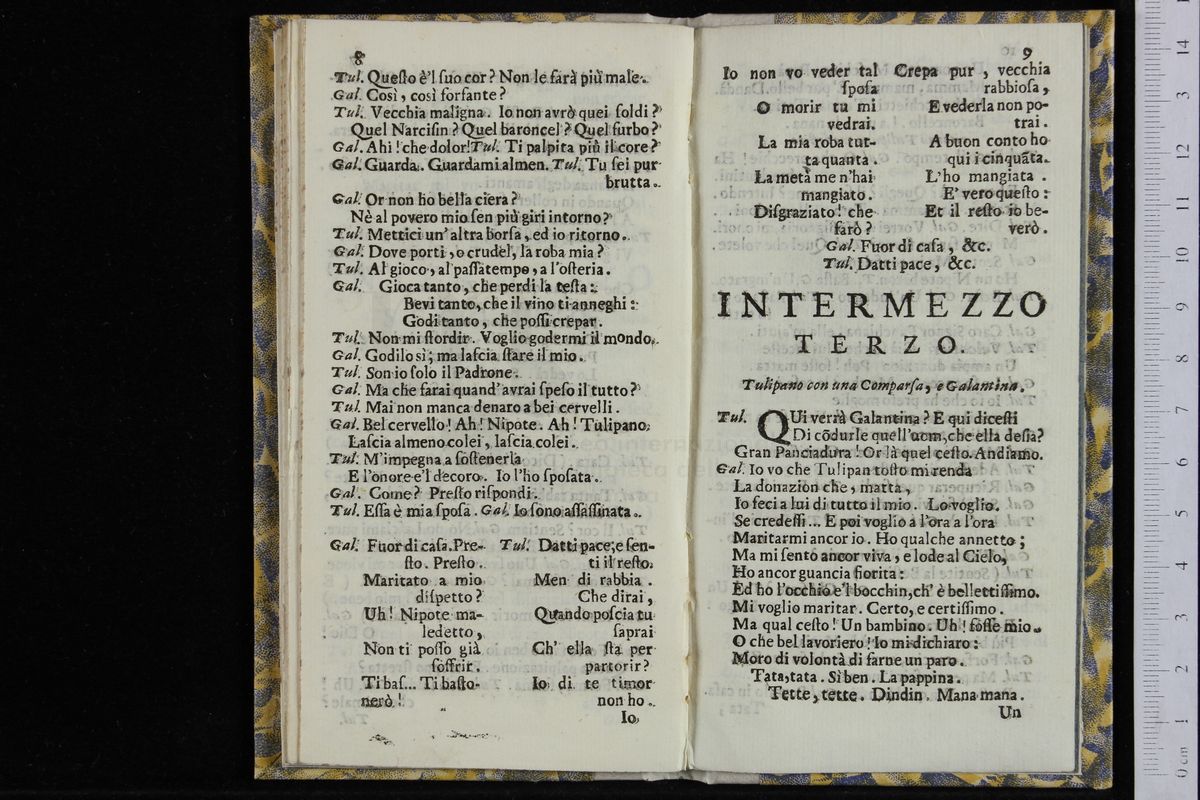 8
Tul. Queſto è'l ſuo cor? Non le farà più male.
Gal. Così, così forfante?
Tul. Vecchia maligna. Io non avrò quei ſoldi?
Quel Narciſin? Quel baroncel? Quel furbo?
Gal. Ahi! che dolor! Tul. Ti palpita più il core?
Gal. Guarda. Guardami almen. Tul. Tu ſei pur
brutta.
Gal. Or non ho bella ciera?
Nè al povero mio ſen più giri intorno?
Tul. Mettici un' altra borſa, ed io ritorno.
Gal. Dove porti, o crudel, la roba mia?
Tul. Al gioco, al paſſatempo, a l'oſteria.
Gal. Gioca tanto, che perdi la teſta:
Bevi tanto, che il vino ti anneghi:
Godi tanto, che poſſi crepar.
Tul. Non mi ſtordir. Voglio godermi il mondo.
Gal. Godilo sì; ma laſcia ſtare il mio.
Tul. Son io ſolo il Padrone.
Gal. Ma che farai quand'avrai ſpeſo il tutto?
Tul. Mai non manca denaro a bei cervelli.
Gal. Bel cervello! Ah! Nipote. Ah! Tulipano,
Laſcia almeno colei, laſcia colei.
Tul. M'impegna a ſoſtenerla
E l'onore e'l decoro. Io l'ho ſpoſata.
Gal. Come? Preſto riſpondi.
Tul. Eſſa è mia ſpoſa. Gal. Io ſono aſſaſſinata.
Gal. Fuor di caſa. Pre-
ſto. Preſto.
Maritato a mio
diſpetto?
Uh! Nipote ma-
ledetto,
Non ti poſſo già
ſoffrir.
Ti baſ... Ti baſto-
nerò!
Tul. Datti pace, e ſen-
ti il reſto.
Men di rabbia.
Che dirai,
Quando poſcia tu
ſaprai
Ch' ella ſta per
partorir?
Io di te timor
non ho.
Io,
9
Io non vo veder tal
ſpoſa
O morir tu mi
vedrai.
La mia roba tut-
ta quanta.
La metà me n'hai
mangiato.
Diſgraziato! che
farò?
Crepa pur, vecchia
rabbioſa,
E vederla non po-
trai.
A buon conto ho
qui i cinquãta.
L'ho mangiata.
E' vero queſto:
Et il reſto io be-
verò.
Gal. Fuor di caſa, &c.
Tul. Datti pace, &c.
INTERMEZZO
TERZO.
Tulipano con una Comparſa, e Galantina.
Tul. QUi verrà Galantina? E qui diceſti
Di cõdurle quell'uom, che ella deſia?
Gran Panciadura! Or là quel ceſto. Andiamo.
Gal. Io vo che Tulipan toſto mi renda
La donazion che, matta,
Io feci a lui di tutto il mio. Lo voglio.
Se credeſſi... E poi voglio a l'ora a l'ora
Maritarmi ancor io. Ho qualche annetto;
Ma mi ſento ancor viva, e lode al Cielo,
Ho ancor guancia fiorita:
Ed ho l'occhio e'l bocchin, ch' è bellettiſſimo.
Mi voglio maritar. Certo, e certiſſimo.
Ma qual ceſto! Un bambino. Uh! foſſe mio.
O che bel lavoriero! Io mi dichiaro:
Moro di volontà di farne un paro.
Tata, tata. Sì ben. La pappina.
Tette, tette. Dindin. Mana mana.
Un